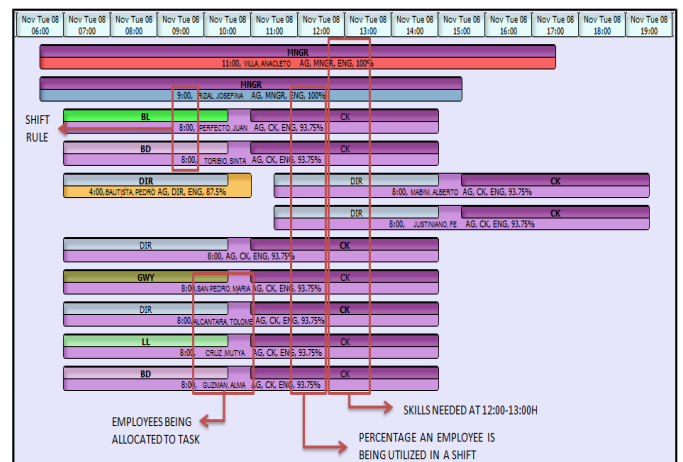 Nov Tue 08 Nov Tue 08 Nov Tue 08 Nov Tue 08 Nov Tue 08 Nov Tue 08 Nov Tue 08 Nov Tue 08 Nov Tue 08 Nov Tue 08 Nov Tue 08 Nov Tue 08 Nov Tue 08 Nov Tue 08
06:00 07:00 08:00 09:00 10:00 11:00 12:00 13:00 14:00 15:00 16:00 17:00 18:00 19:00
MNGR
11:00, VILLA, ANACLETO AG, MNGR, ENG, 100%
MNGR
9:00, RIZAL, JOSEFINA AG, MNGR, ENG, 100%
SHIFT
RULE
BL CK
8:00, PERFECTO, JUAN AG, CK, ENG, 93.75%
BD CK
8:00, TORIBIO, SINTA AG, CK, ENG, 93.75%
DIR DIR CK
4:00, BAUTISTA, PEDRO AG, DIR, ENG, 87.5% 8:00, MABINI, ALBERTO AG, CK, ENG, 93.75%
DIR CK
8:00, JUSTINIANO, FE AG, CK, ENG, 93.75%
DIR CK
8:00, AG, CK, ENG, 93.75%
GWY CK
8:00, SAN PEDRO, MARIA AG, CK, ENG, 93.75%
DIR CK
8:00, ALCANTARA, TOLOME AG, CK, ENG, 93.75%
LL CK
8:00, CRUZ, MUTYA AG, CK, ENG, 93.75%
BD CK
8:00, GUZMAN, ALMA AG, CK, ENG, 93.75%
EMPLOYEES BEING
ALLOCATED TO TASK
SKILLS NEEDED AT 12:00-13:00H
PERCENTAGE AN EMPLOYEE IS
BEING UTILIZED IN A SHIFT